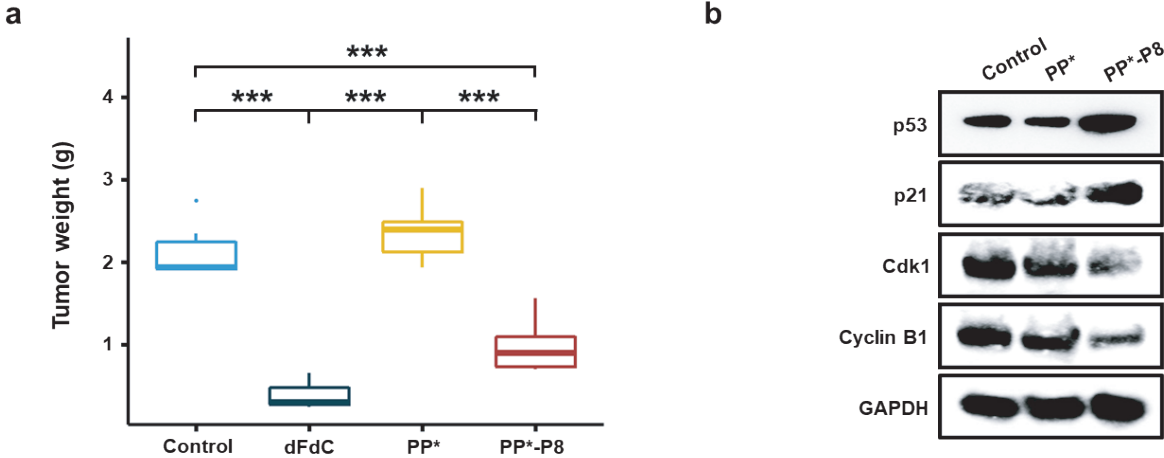 a
b
***
*** *** ***
4
3
2
1
Tumor weight (g)
Control dFdC PP* PP*-P8
Control PP* PP*-P8
p53
p21
Cdk1
Cyclin B1
GAPDH